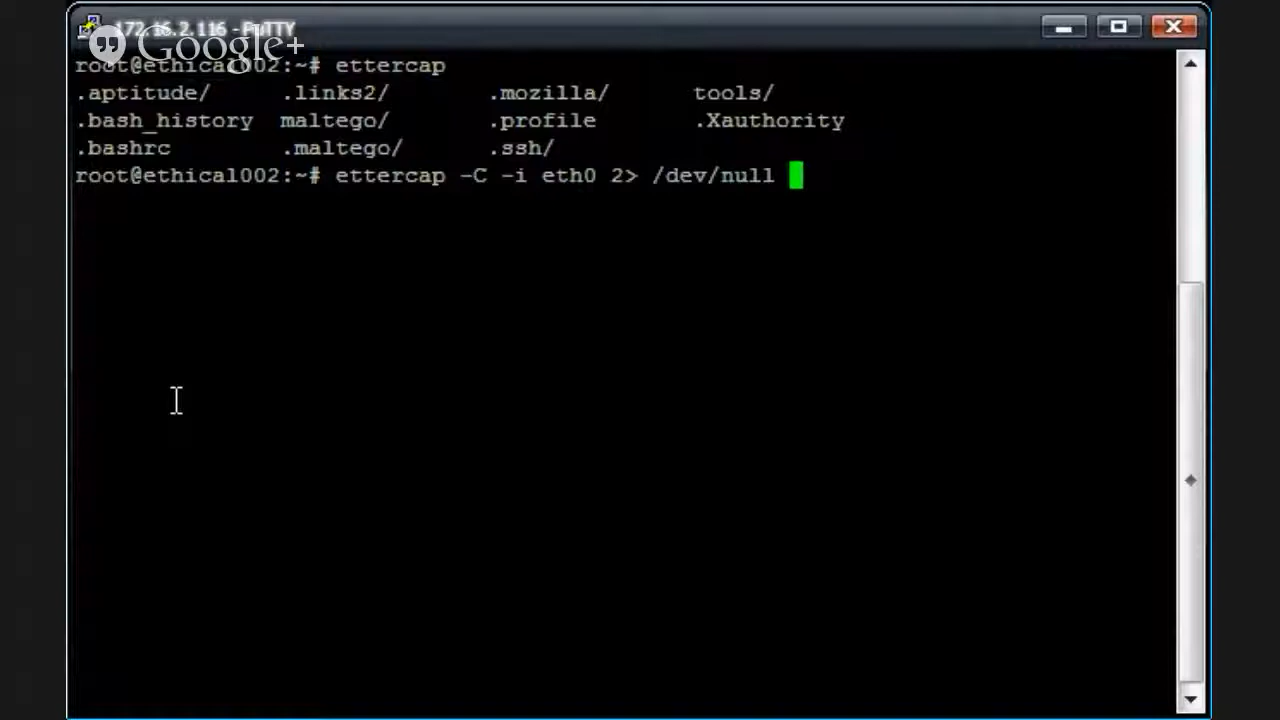 172.16.2.116 - PuTTY
Google+
root@ethical002:~# ettercap
.aptitude/ .links2/ .mozilla/ tools/
.bash_history maltego/ .profile .Xauthority
.bashrc .maltego/ .ssh/
root@ethical002:~# ettercap -C -i eth0 2> /dev/null